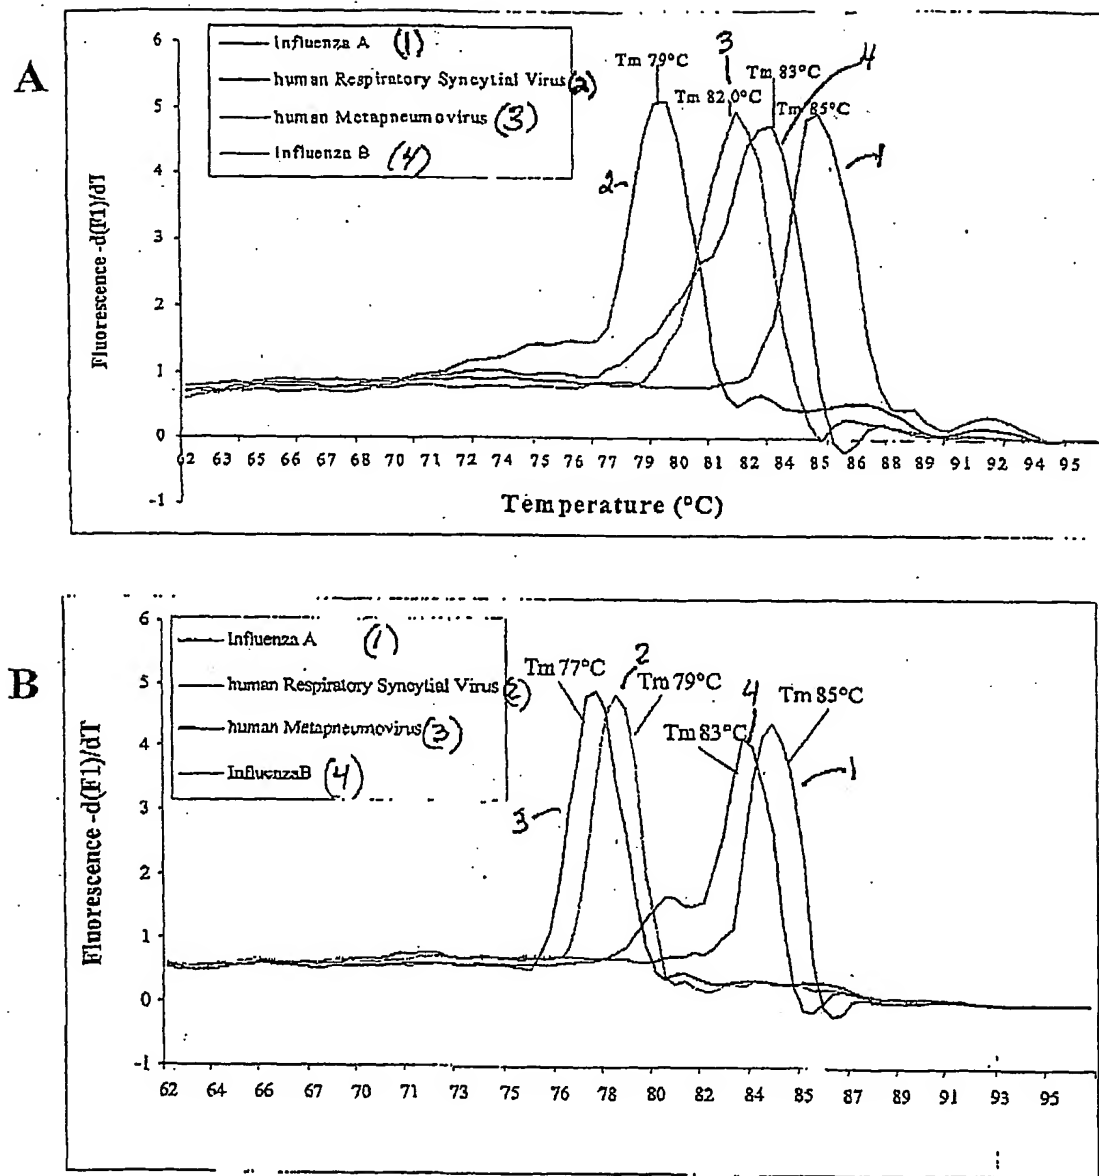 A
6
5
4
3
2
1
0
-1
Fluorescence -d(F1)/dT
Influenza A (1)
human Respiratory Syncytial Virus (2)
human Metapneumovirus (3)
Influenza B (4)
Tm 79°C
3
Tm 82.0°C
Tm 83°C
4
Tm 85°C
2
1
62 63 65 66 67 68 70 71 72 74 75 76 77 79 80 81 82 84 85 86 88 89 91 92 94 95
Temperature (°C)
B
6
5
4
3
2
1
0
-1
Fluorescence -d(F1)/dT
Influenza A (1)
human Respiratory Syncytial Virus (2)
human Metapneumovirus (3)
InfluenzaB (4)
Tm 77°C
2
Tm 79°C
4
Tm 83°C
Tm 85°C
3
1
62 64 66 67 70 71 73 75 76 77 80 82 84 85 87 89 91 93 95